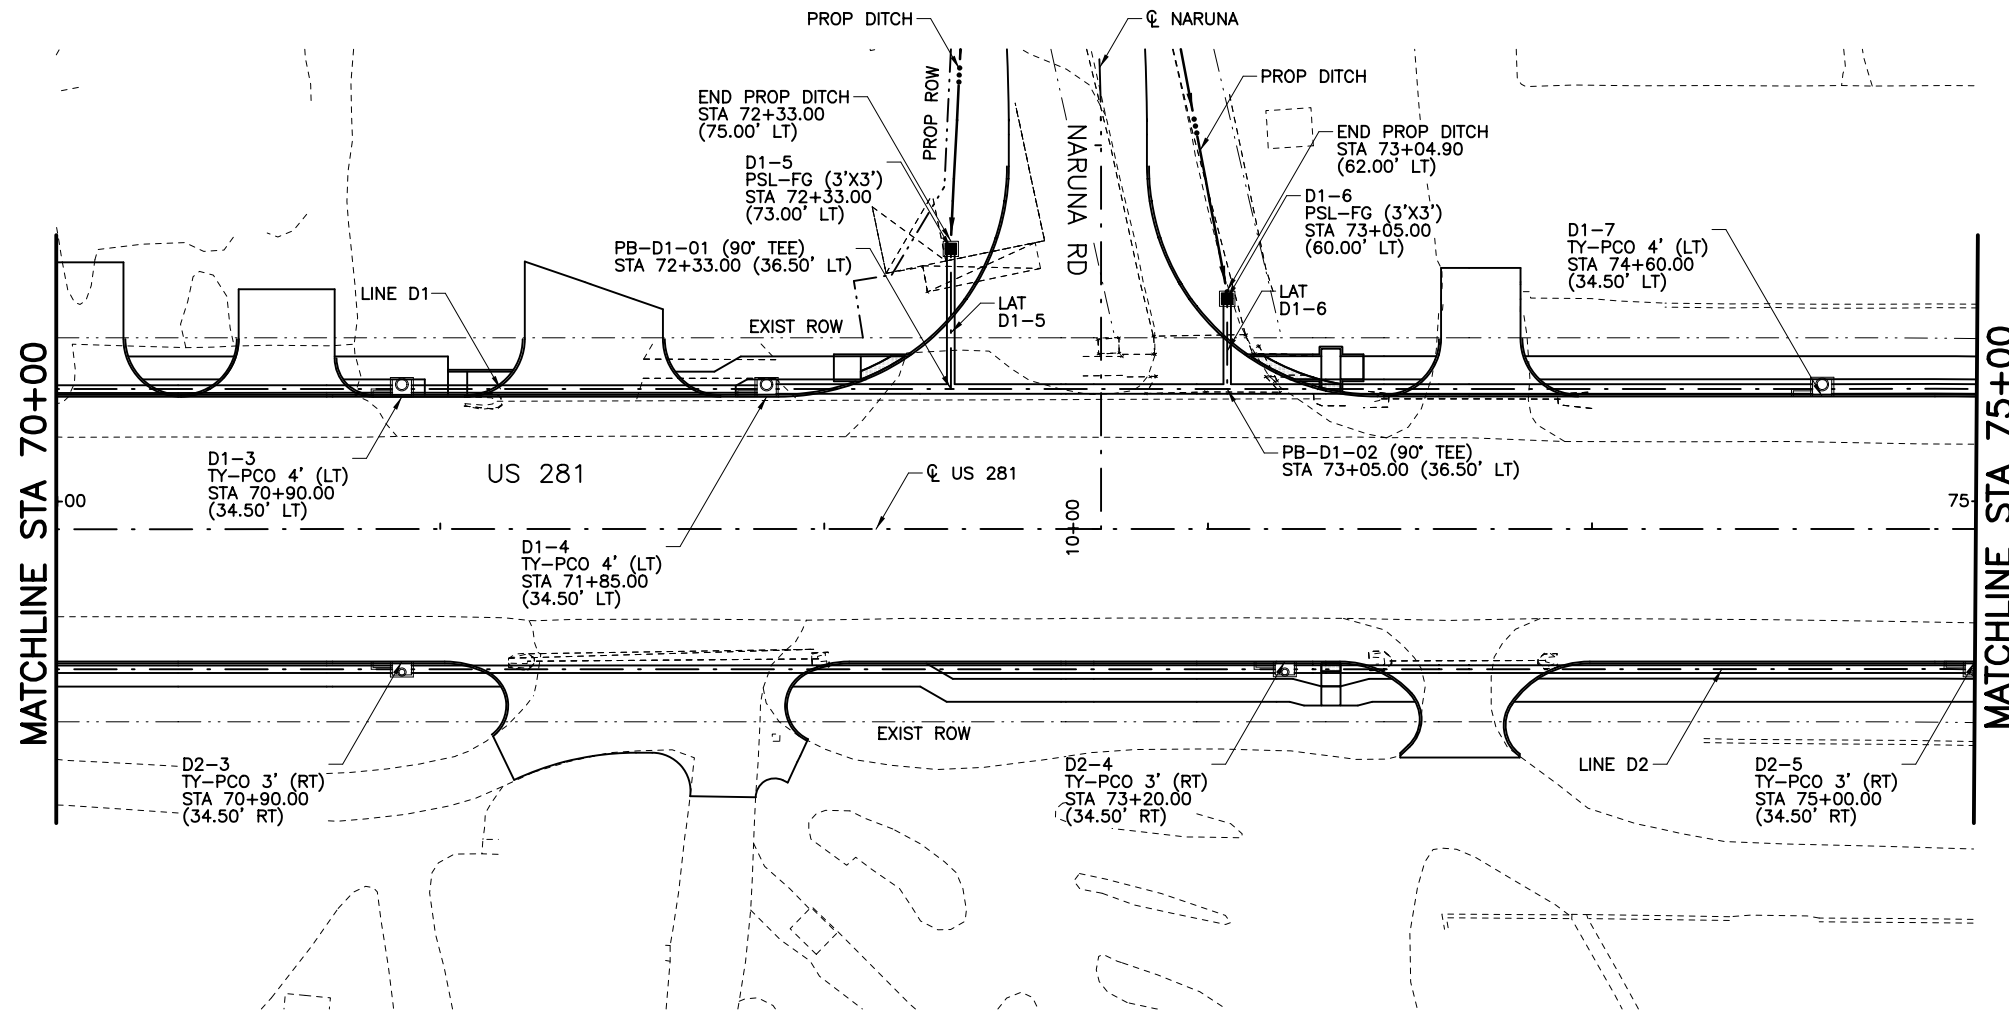 PROP DITCH
℄ NARUNA
PROP DITCH
PROP ROW
END PROP DITCH
STA 72+33.00
(75.00' LT)
END PROP DITCH
STA 73+04.90
(62.00' LT)
NARUNA RD
D1-5
PSL-FG (3'X3')
STA 72+33.00
(73.00' LT)
D1-6
PSL-FG (3'X3')
STA 73+05.00
(60.00' LT)
D1-7
TY-PCO 4' (LT)
STA 74+60.00
(34.50' LT)
PB-D1-01 (90° TEE)
STA 72+33.00 (36.50' LT)
LINE D1
LAT
D1-5
LAT
D1-6
EXIST ROW
MATCHLINE STA 70+00
MATCHLINE STA 75+00
D1-3
TY-PCO 4' (LT)
STA 70+90.00
(34.50' LT)
US 281
℄ US 281
PB-D1-02 (90° TEE)
STA 73+05.00 (36.50' LT)
00
75
10+00
D1-4
TY-PCO 4' (LT)
STA 71+85.00
(34.50' LT)
EXIST ROW
D2-3
TY-PCO 3' (RT)
STA 70+90.00
(34.50' RT)
D2-4
TY-PCO 3' (RT)
STA 73+20.00
(34.50' RT)
LINE D2
D2-5
TY-PCO 3' (RT)
STA 75+00.00
(34.50' RT)